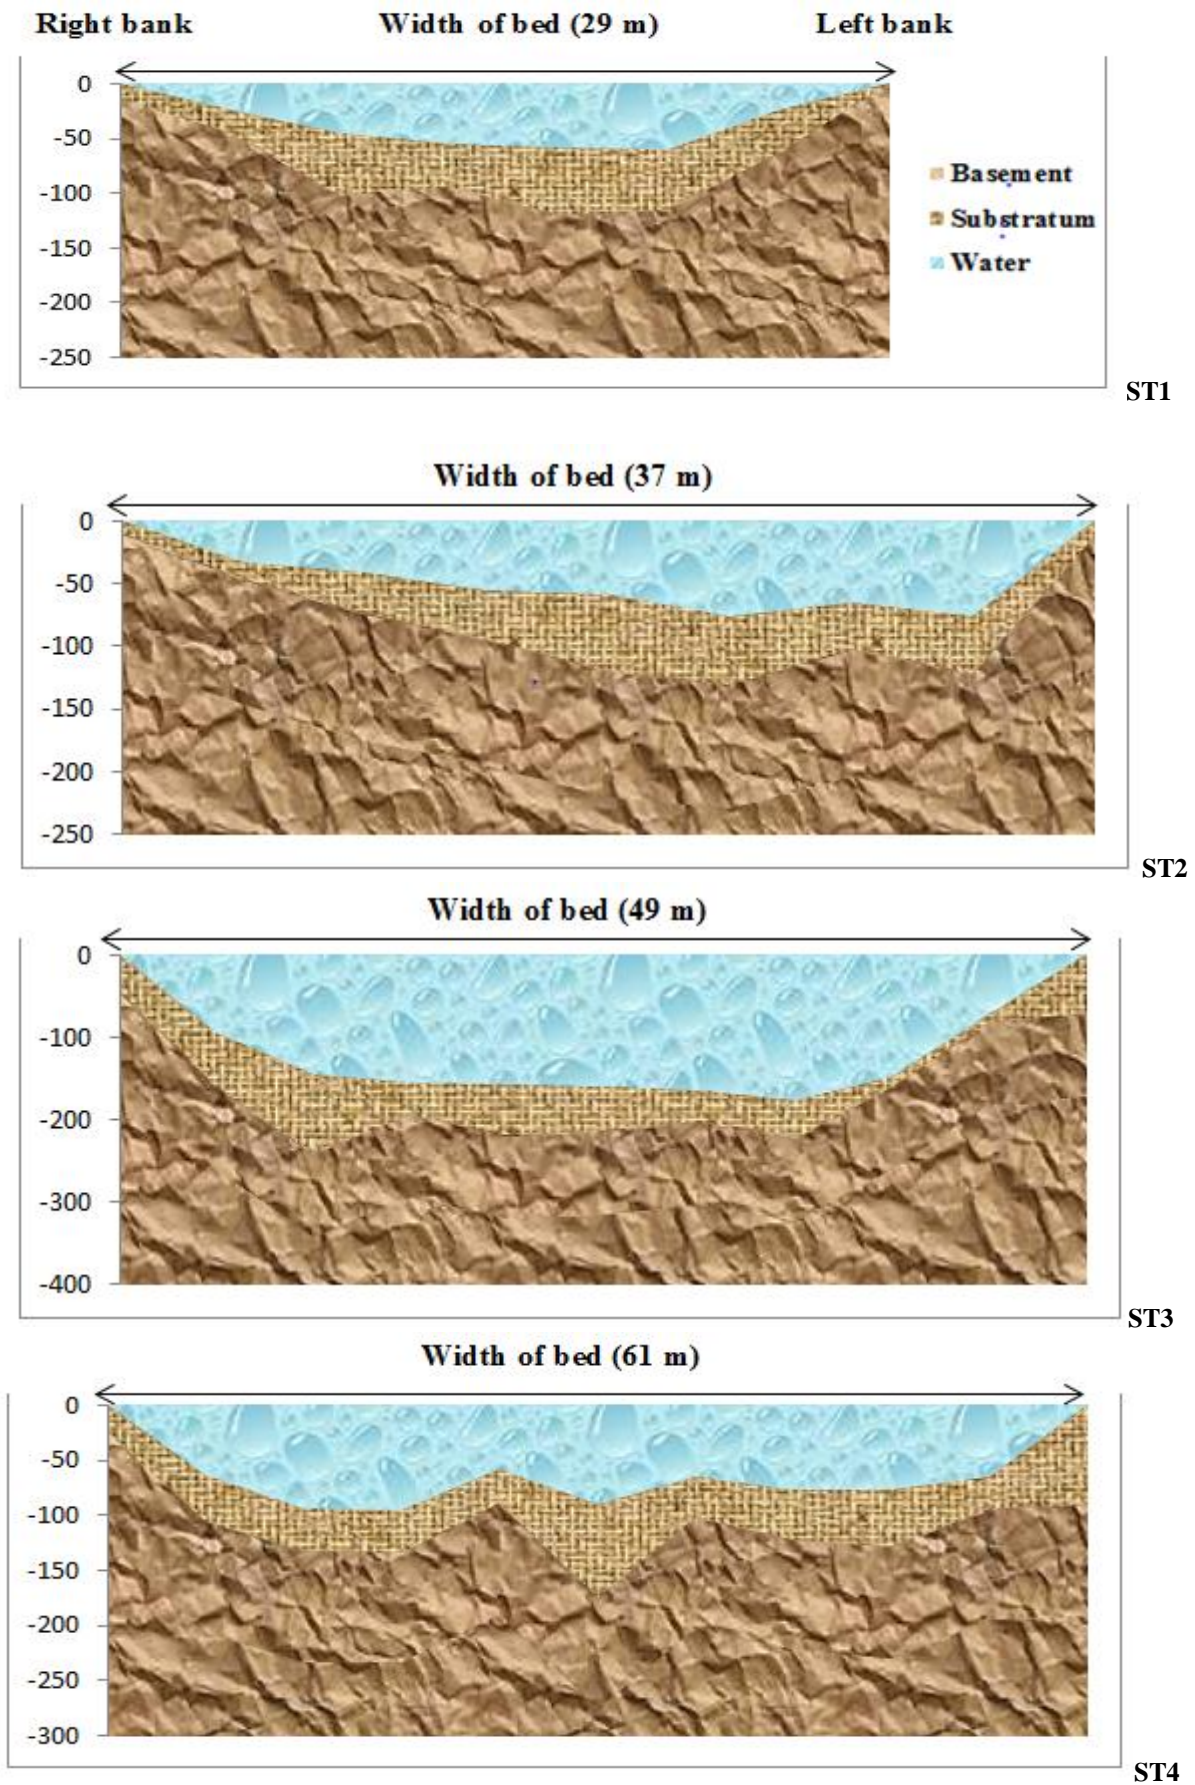 Right bank Width of bed (29 m) Left bank
0
-50
-100
-150
-200
-250
Basement
Substratum
Water
ST1
Width of bed (37 m)
0
-50
-100
-150
-200
-250
ST2
Width of bed (49 m)
0
-100
-200
-300
-400
ST3
Width of bed (61 m)
0
-50
-100
-150
-200
-250
-300
ST4